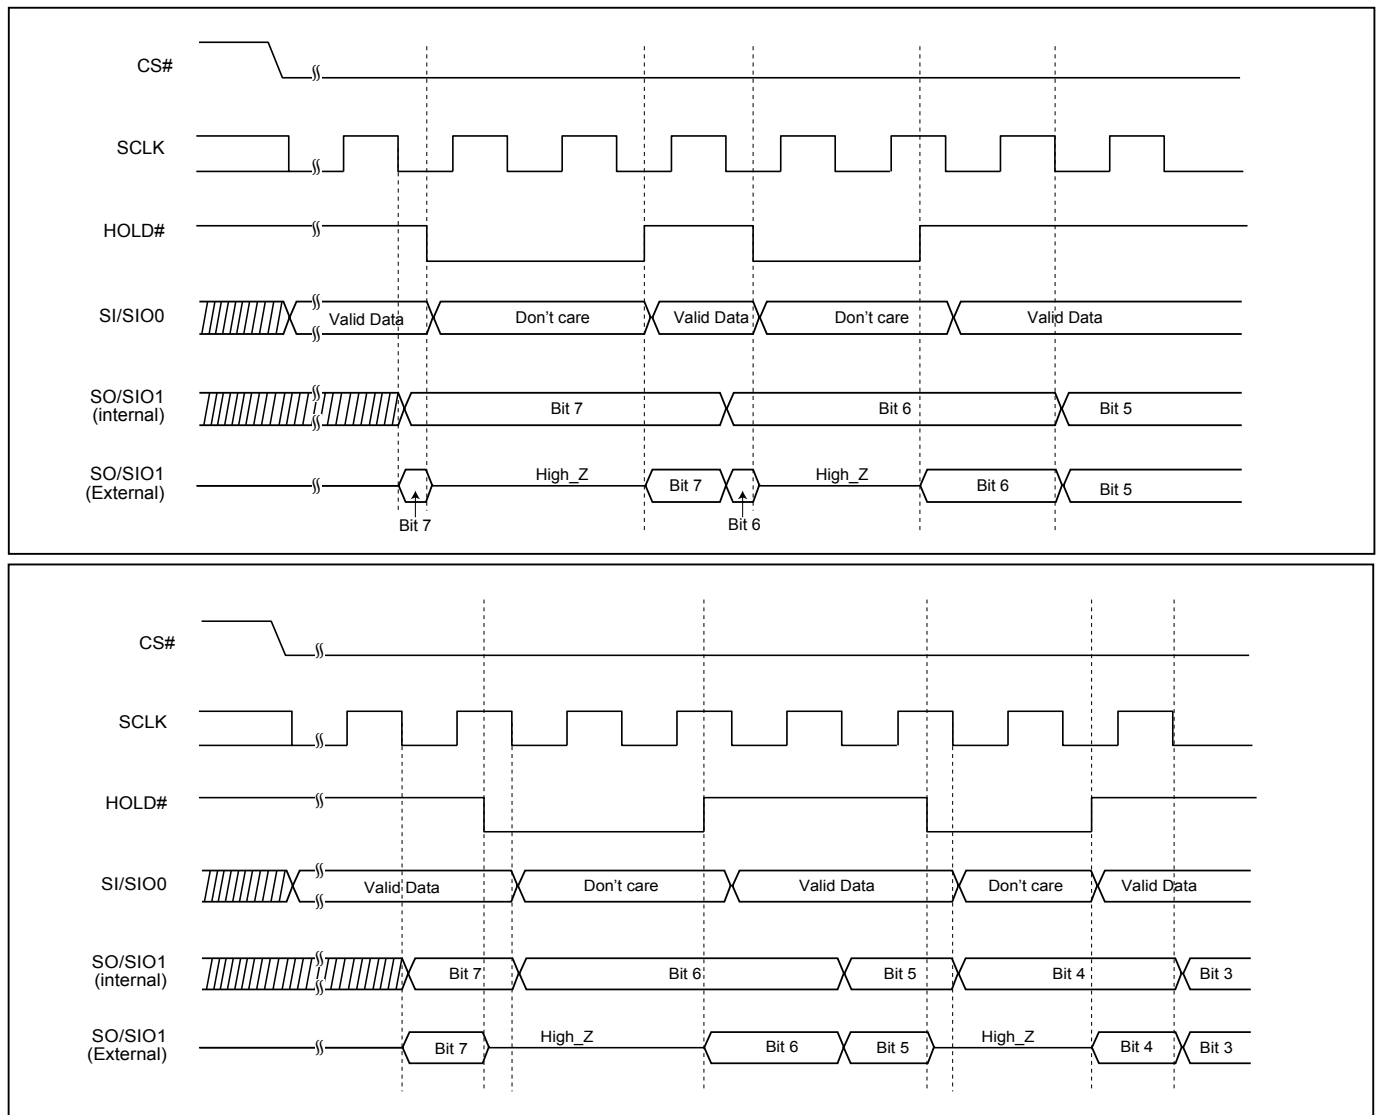 CS#
SCLK
HOLD#
SI/SIO0
Valid Data
Don't care
Valid Data
Don't care
Valid Data
SO/SIO1
(internal)
Bit 7
Bit 6
Bit 5
SO/SIO1
(External)
High_Z
Bit 7
High_Z
Bit 6
Bit 5
Bit 7
Bit 6
CS#
SCLK
HOLD#
SI/SIO0
Valid Data
Don't care
Valid Data
Don't care
Valid Data
SO/SIO1
(internal)
Bit 7
Bit 6
Bit 5
Bit 4
Bit 3
SO/SIO1
(External)
Bit 7
High_Z
Bit 6
Bit 5
High_Z
Bit 4
Bit 3